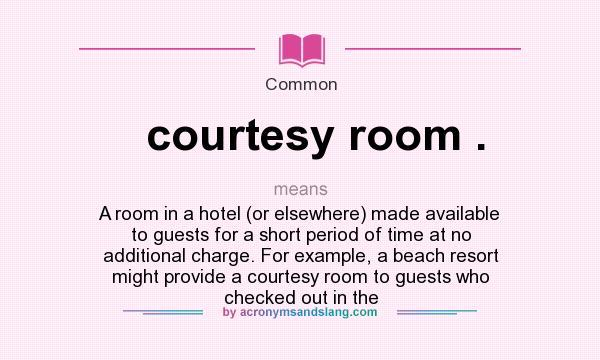 Common
courtesy room .
means
A room in a hotel (or elsewhere) made available
to guests for a short period of time at no
additional charge. For example, a beach resort
might provide a courtesy room to guests who
checked out in the
by acronymsandslang.com